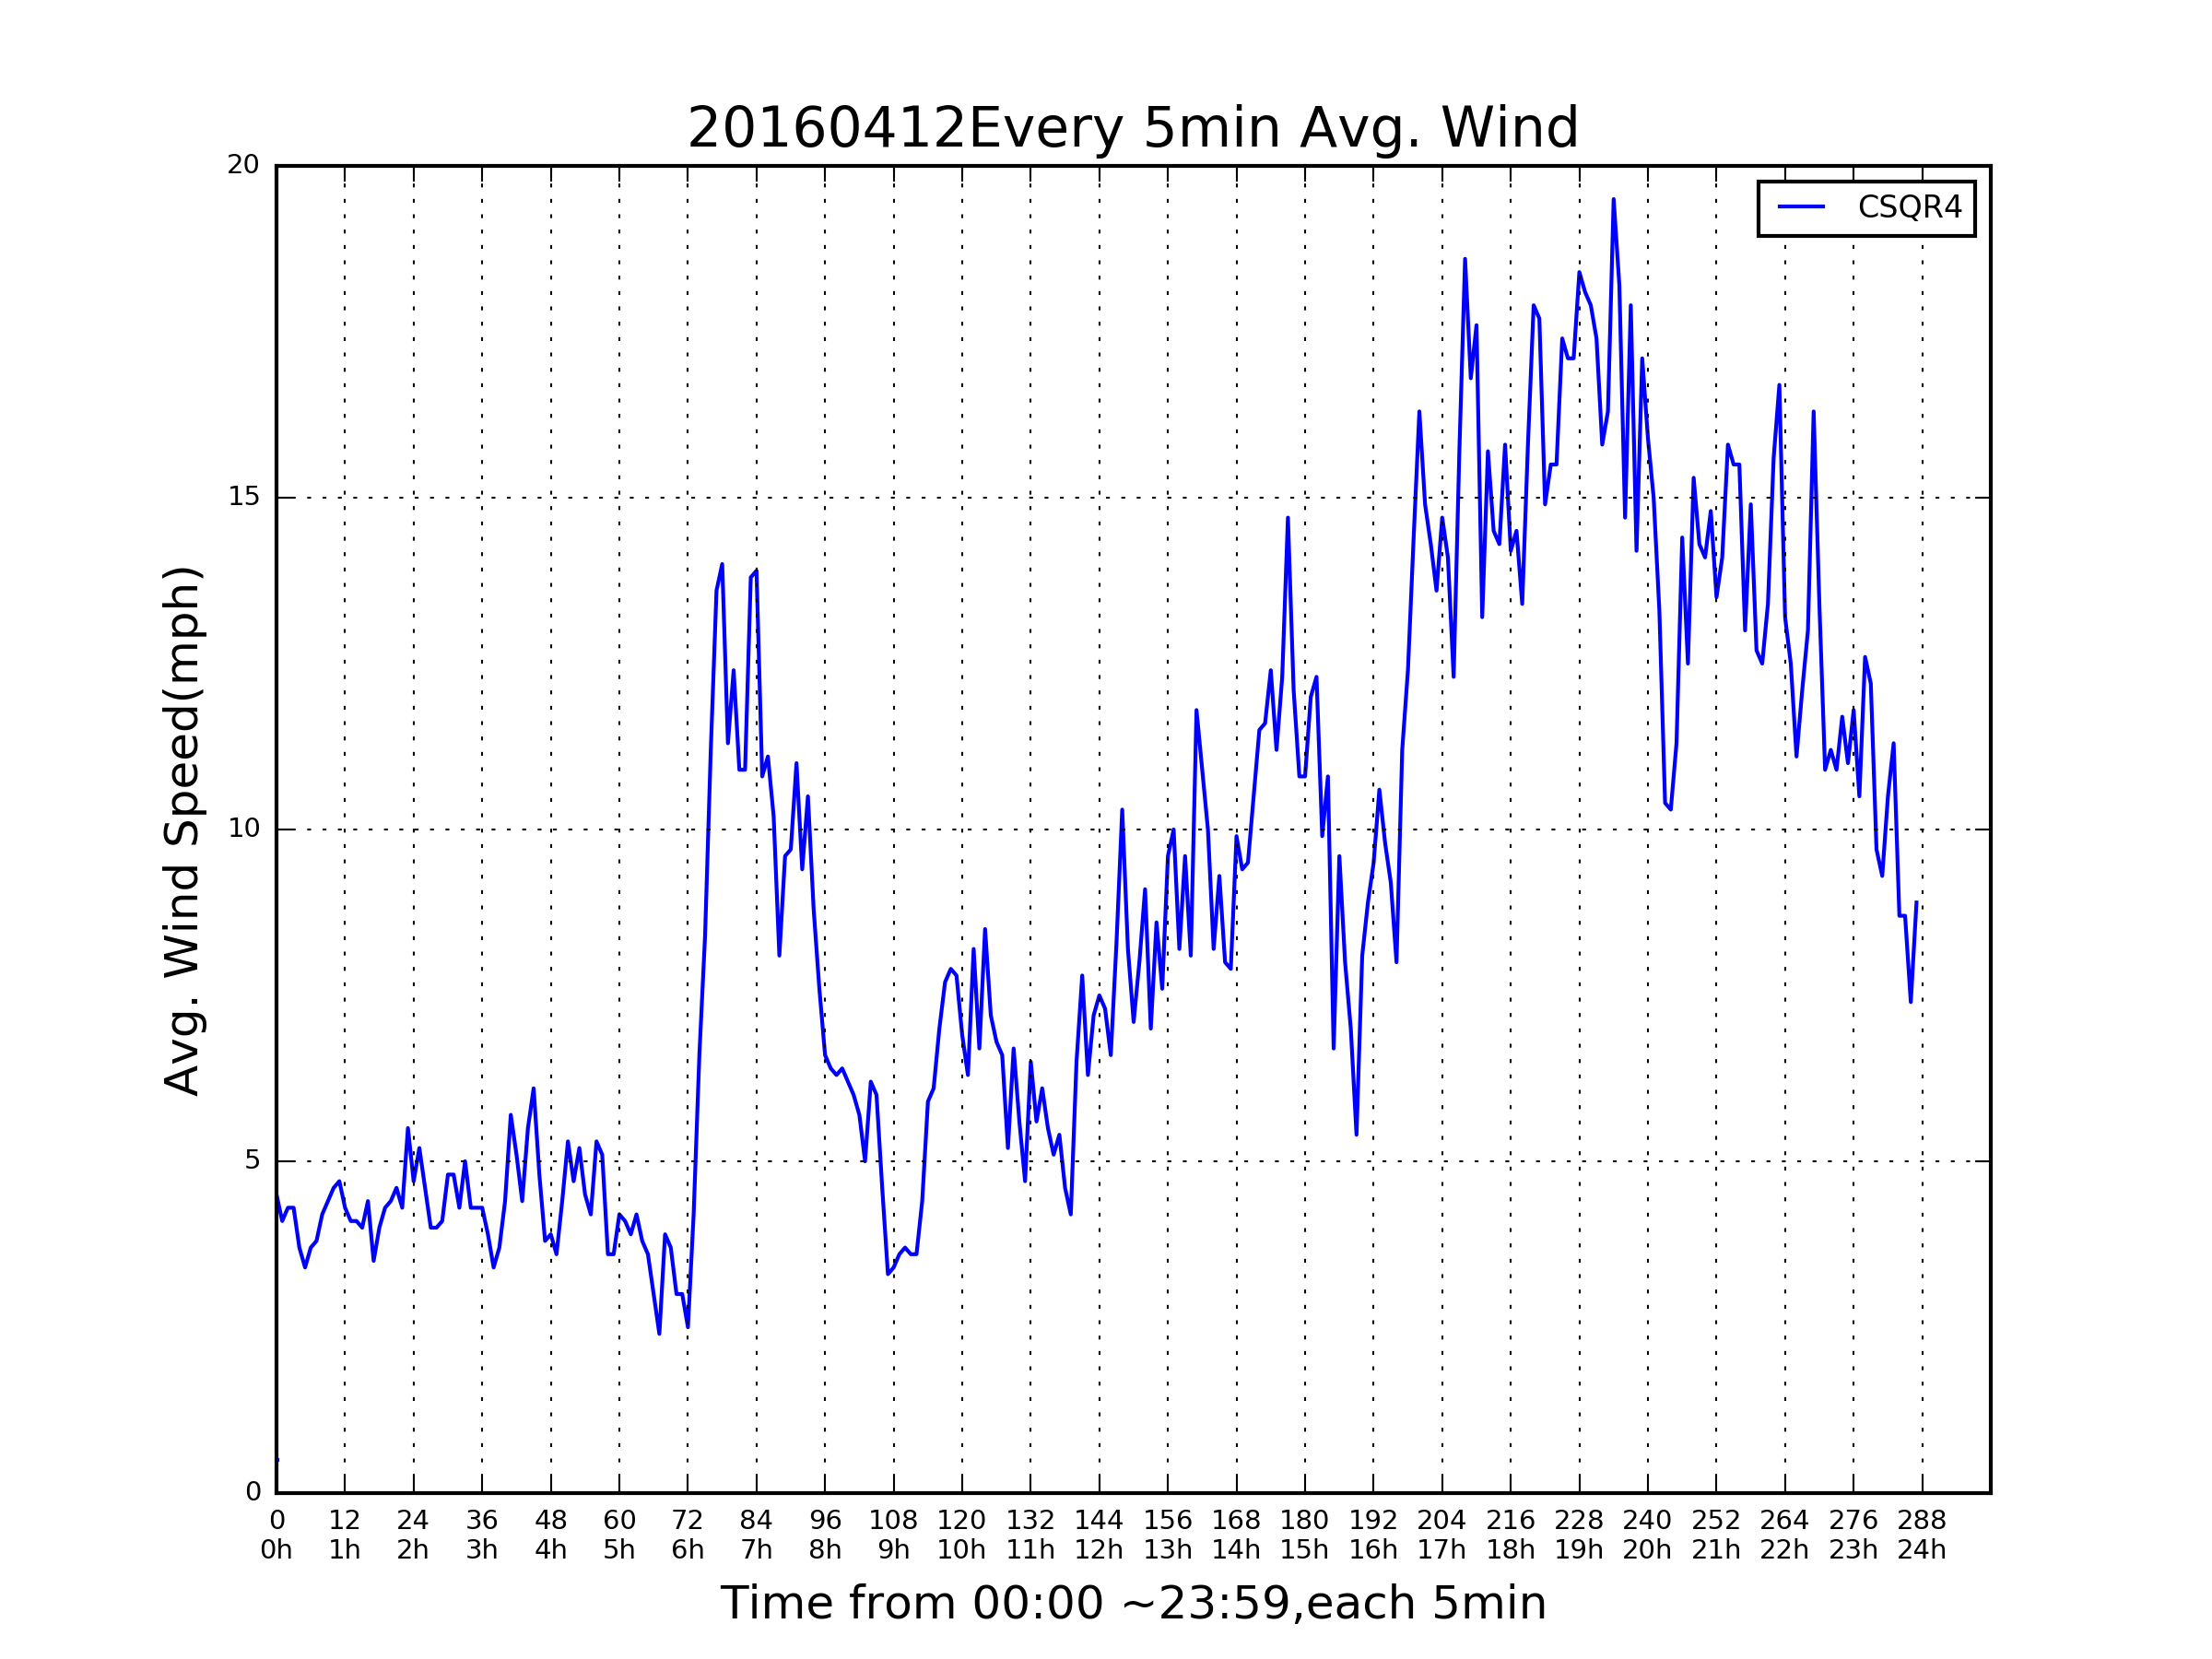 20160412Every 5min Avg. Wind
CSQR4
Avg. Wind Speed(mph)
20
15
10
5
0
0 12 24 36 48 60 72 84 96 108 120 132 144 156 168 180 192 204 216 228 240 252 264 276 288
0h 1h 2h 3h 4h 5h 6h 7h 8h 9h 10h 11h 12h 13h 14h 15h 16h 17h 18h 19h 20h 21h 22h 23h 24h
Time from 00:00 ~23:59,each 5min